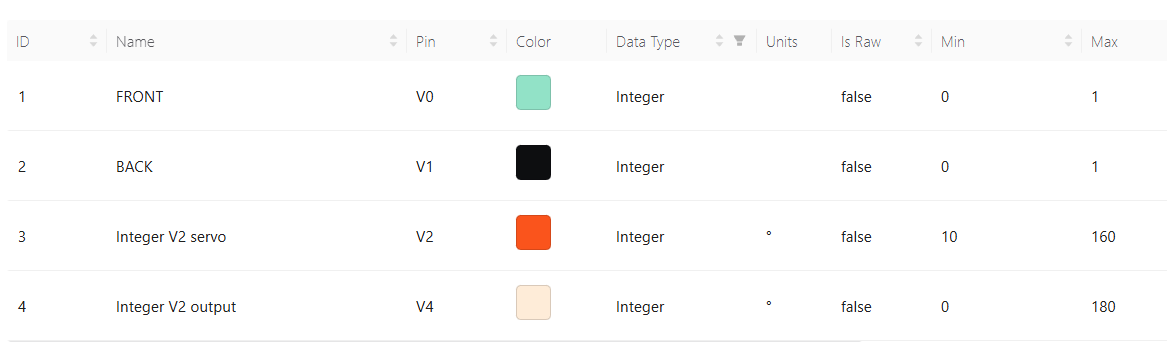 ID Name Pin Color Data Type Units Is Raw Min Max
1 FRONT V0 Integer false 0 1
2 BACK V1 Integer false 0 1
3 Integer V2 servo V2 Integer ° false 10 160
4 Integer V2 output V4 Integer ° false 0 180